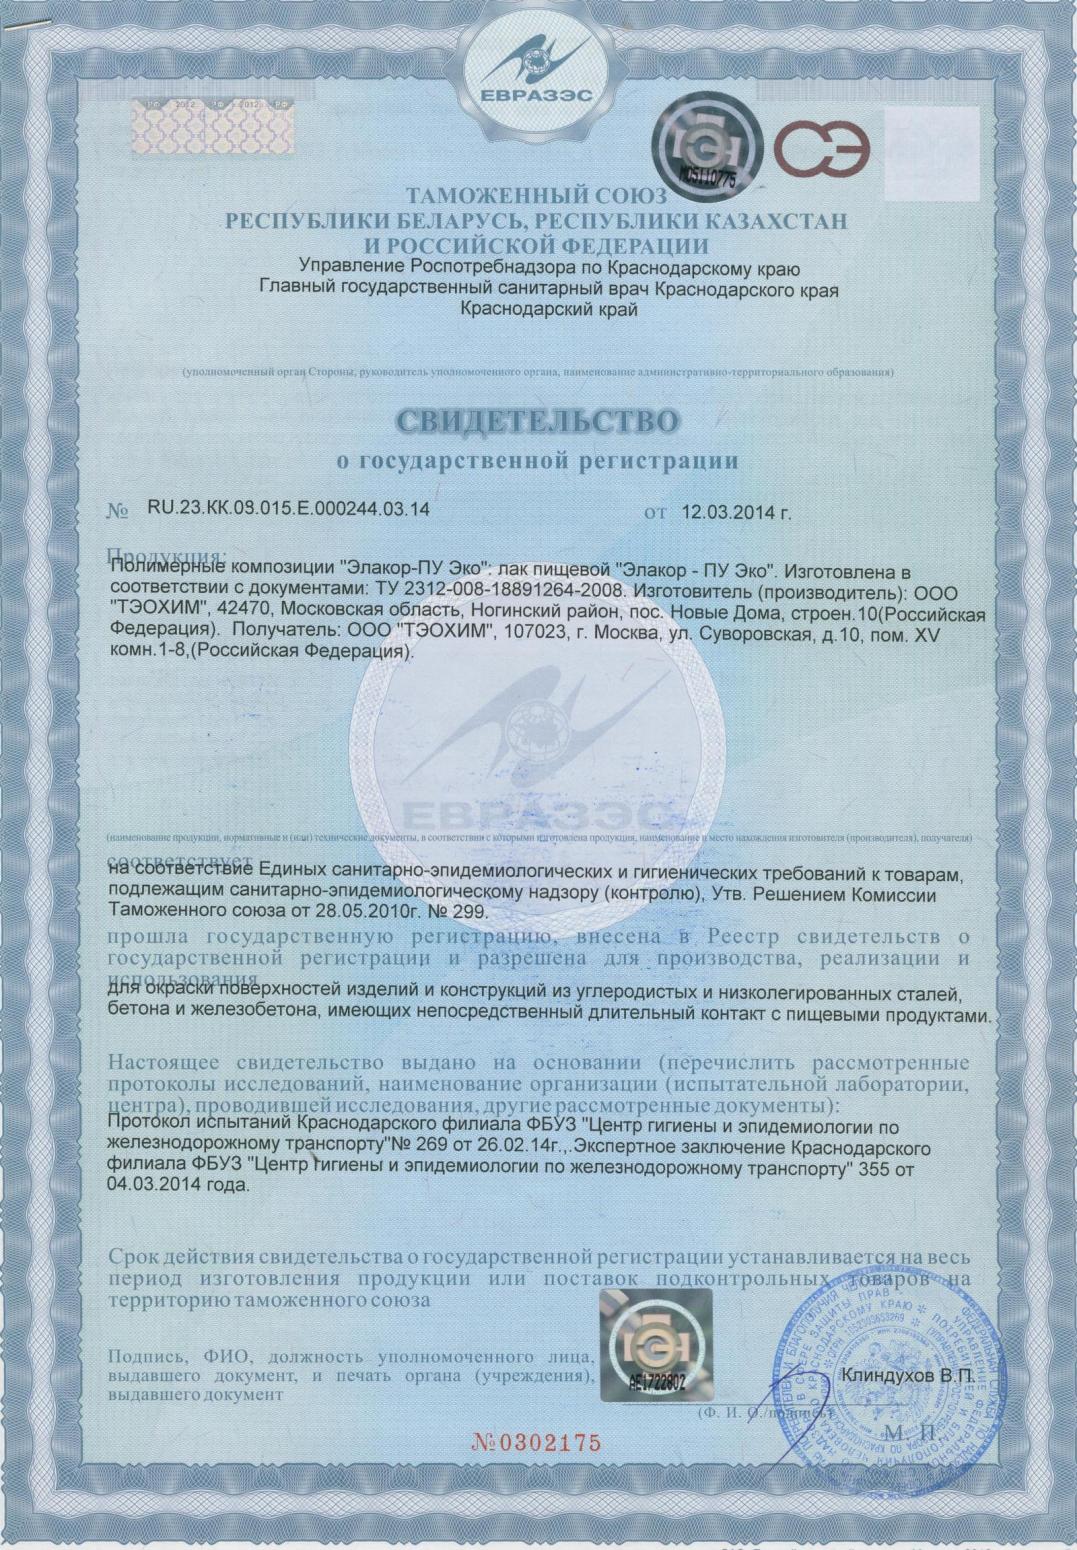 ЕВРАЗЭС
РФ 2012 РФ 2012 РФ
СЭ
М05110775
ТАМОЖЕННЫЙ СОЮЗ
РЕСПУБЛИКИ БЕЛАРУСЬ, РЕСПУБЛИКИ КАЗАХСТАН
И РОССИЙСКОЙ ФЕДЕРАЦИИ
Управление Роспотребнадзора по Краснодарскому краю
Главный государственный санитарный врач Краснодарского края
Краснодарский край
(уполномоченный орган Стороны, руководитель уполномоченного органа, наименование административно-территориального образования)
СВИДЕТЕЛЬСТВО
о государственной регистрации
№ RU.23.КК.08.015.Е.000244.03.14 от 12.03.2014 г.
Продукция:
Полимерные композиции "Элакор-ПУ Эко": лак пищевой "Элакор - ПУ Эко". Изготовлена в
соответствии с документами: ТУ 2312-008-18891264-2008. Изготовитель (производитель): ООО
"ТЭОХИМ", 42470, Московская область, Ногинский район, пос. Новые Дома, строен.10(Российская
Федерация). Получатель: ООО "ТЭОХИМ", 107023, г. Москва, ул. Суворовская, д.10, пом. XV
комн.1-8,(Российская Федерация).
ЕВРАЗЭС
(наименование продукции, нормативные и (или) технические документы, в соответствии с которыми изготовлена продукция, наименование и место нахождения изготовителя (производителя), получателя)
соответствует
на соответствие Единых санитарно-эпидемиологических и гигиенических требований к товарам,
подлежащим санитарно-эпидемиологическому надзору (контролю), Утв. Решением Комиссии
Таможенного союза от 28.05.2010г. № 299.
прошла государственную регистрацию, внесена в Реестр свидетельств о
государственной регистрации и разрешена для производства, реализации и
использования
для окраски поверхностей изделий и конструкций из углеродистых и низколегированных сталей,
бетона и железобетона, имеющих непосредственный длительный контакт с пищевыми продуктами.
Настоящее свидетельство выдано на основании (перечислить рассмотренные
протоколы исследований, наименование организации (испытательной лаборатории,
центра), проводившей исследования, другие рассмотренные документы):
Протокол испытаний Краснодарского филиала ФБУЗ "Центр гигиены и эпидемиологии по
железнодорожному транспорту"№ 269 от 26.02.14г.,.Экспертное заключение Краснодарского
филиала ФБУЗ "Центр гигиены и эпидемиологии по железнодорожному транспорту" 355 от
04.03.2014 года.
Срок действия свидетельства о государственной регистрации устанавливается на весь
период изготовления продукции или поставок подконтрольных товаров на
территорию таможенного союза
Подпись, ФИО, должность уполномоченного лица,
выдавшего документ, и печать органа (учреждения),
выдавшего документ
АЕ1722802
Клиндухов В.П.
(Ф. И. О./подпись)
М. П.
№0302175